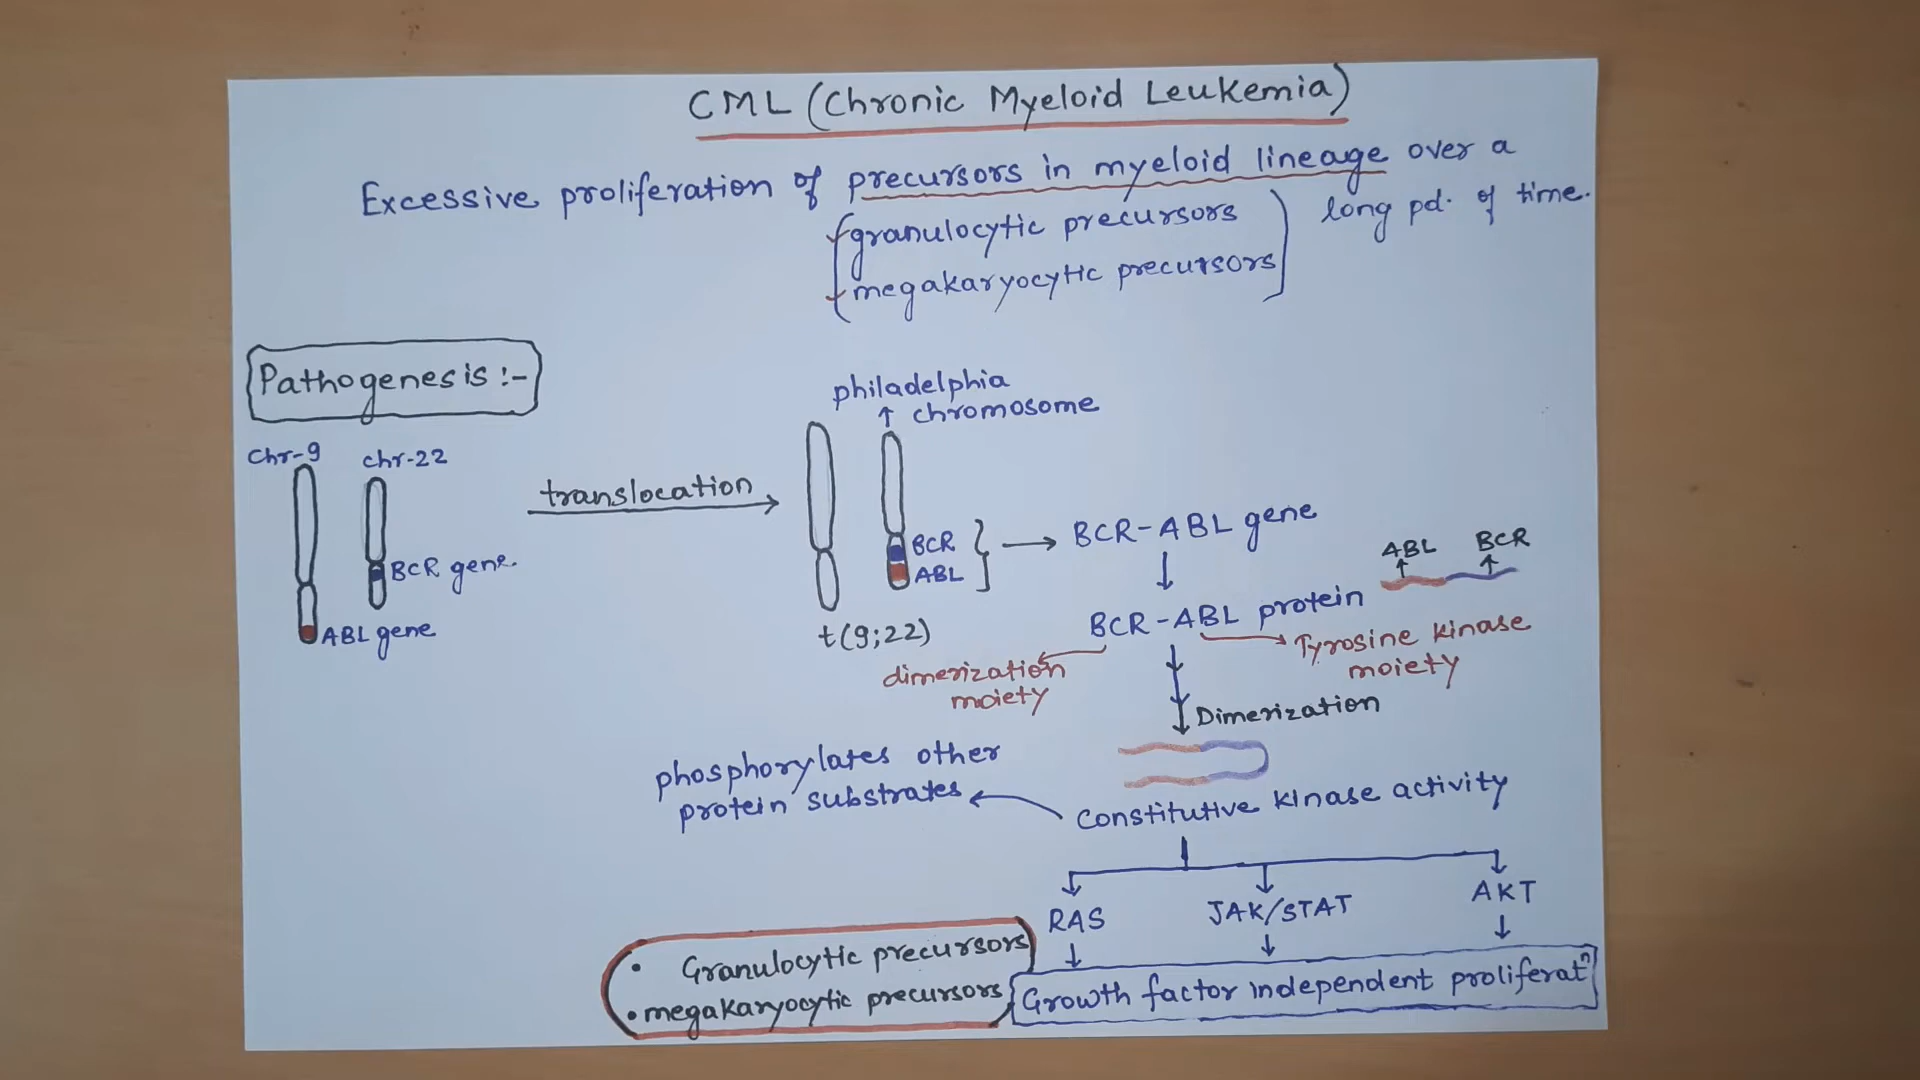 CML (Chronic Myeloid Leukemia)
Excessive proliferation of precursors in myeloid lineage over a
long pd. of time.
granulocytic precursors
megakaryocytic precursors
Pathogenesis :-
Chr-9
chr-22
BCR gene.
ABL gene
translocation
philadelphia
chromosome
BCR
ABL
t(9;22)
BCR-ABL gene
ABL
BCR
BCR-ABL protein
Tyrosine kinase
moiety
dimerization
moiety
Dimerization
phosphorylates other
protein substrates
Constitutive kinase activity
RAS
JAK/STAT
AKT
• Granulocytic precursors
• megakaryocytic precursors
Growth factor independent proliferatⁿ